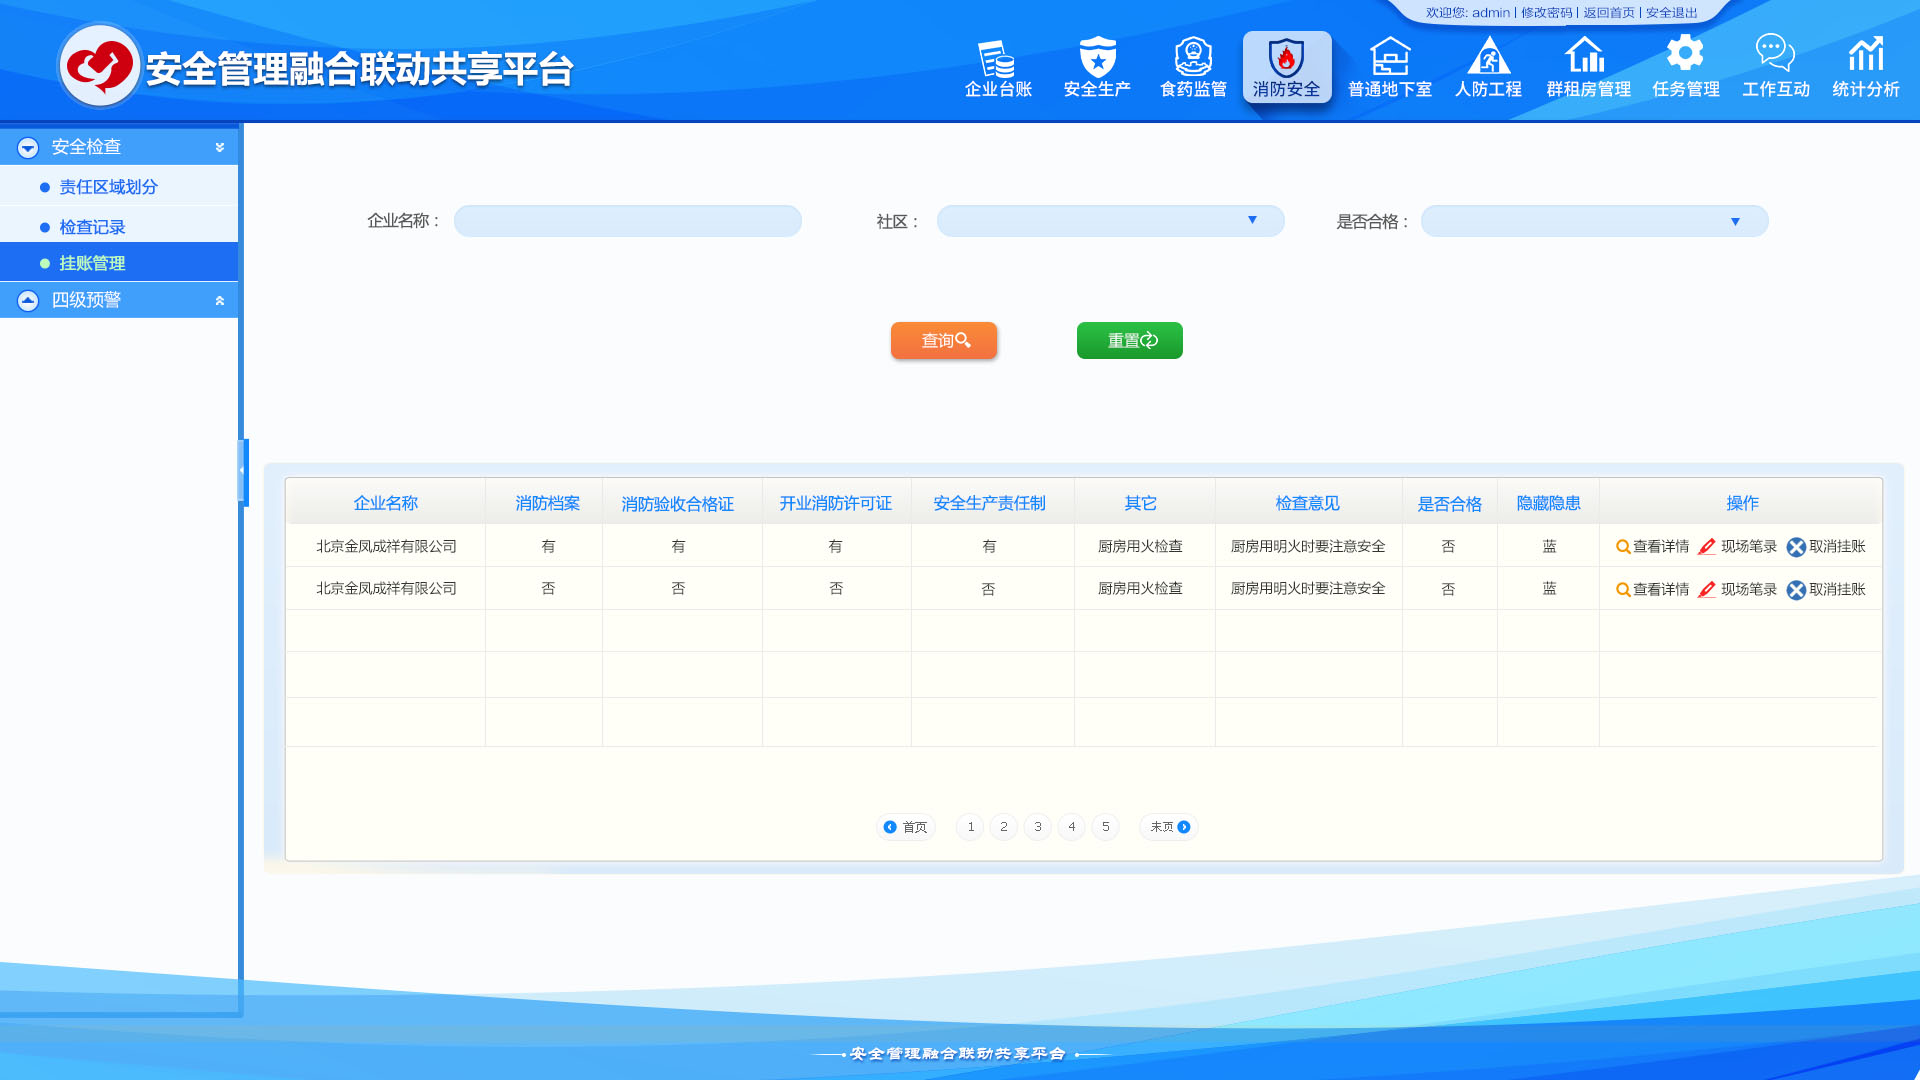 欢迎您: admin | 修改密码 | 返回首页 | 安全退出
安全管理融合联动共享平台
企业台账 安全生产 食药监管 消防安全 普通地下室 人防工程 群租房管理 任务管理 工作互动 统计分析
安全检查
责任区域划分
检查记录
挂账管理
四级预警
企业名称： 社区： 是否合格：
查询 重置
企业名称 消防档案 消防验收合格证 开业消防许可证 安全生产责任制 其它 检查意见 是否合格 隐藏隐患 操作
北京金凤成祥有限公司 有 有 有 有 厨房用火检查 厨房用明火时要注意安全 否 蓝 查看详情 现场笔录 取消挂账
北京金凤成祥有限公司 否 否 否 否 厨房用火检查 厨房用明火时要注意安全 否 蓝 查看详情 现场笔录 取消挂账
首页 1 2 3 4 5 末页
安全管理融合联动共享平台